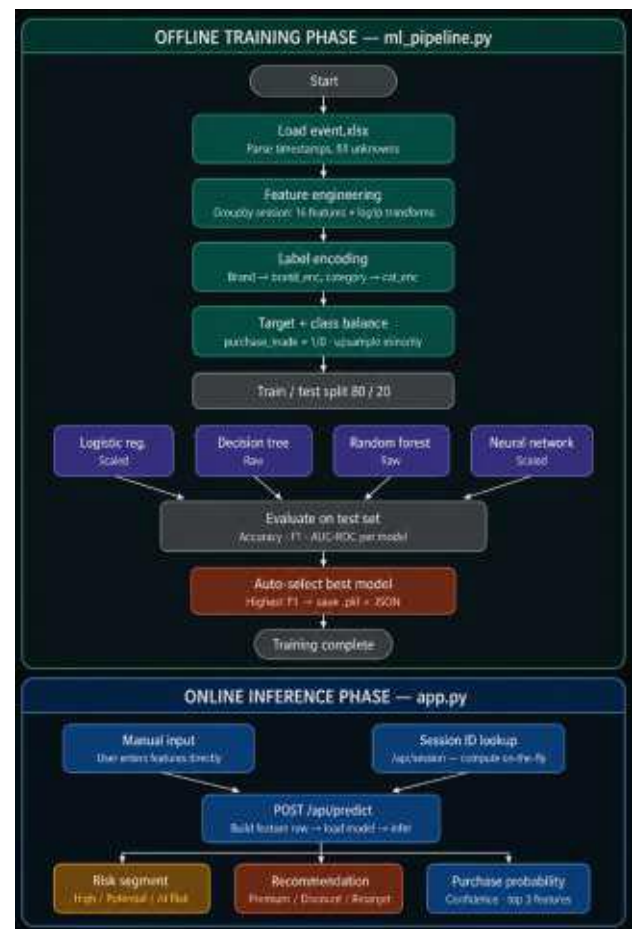 OFFLINE TRAINING PHASE — ml_pipeline.py
Start
Load event.xlsx
Parse timestamps, fill unknowns
Feature engineering
Groupby session: 16 features + log1p transforms
Label encoding
Brand → brand_enc, category → cat_enc
Target + class balance
purchase_made = 1/0 · upsample minority
Train / test split 80 / 20
Logistic reg.
Scaled
Decision tree
Raw
Random forest
Raw
Neural network
Scaled
Evaluate on test set
Accuracy · F1 · AUC-ROC per model
Auto-select best model
Highest F1 → save .pkl + JSON
Training complete
ONLINE INFERENCE PHASE — app.py
Manual input
User enters features directly
Session ID lookup
/api/session — compute on-the-fly
POST /api/predict
Build feature row → load model → infer
Risk segment
High / Potential / At Risk
Recommendation
Premium / Discount / Retarget
Purchase probability
Confidence · top 3 features